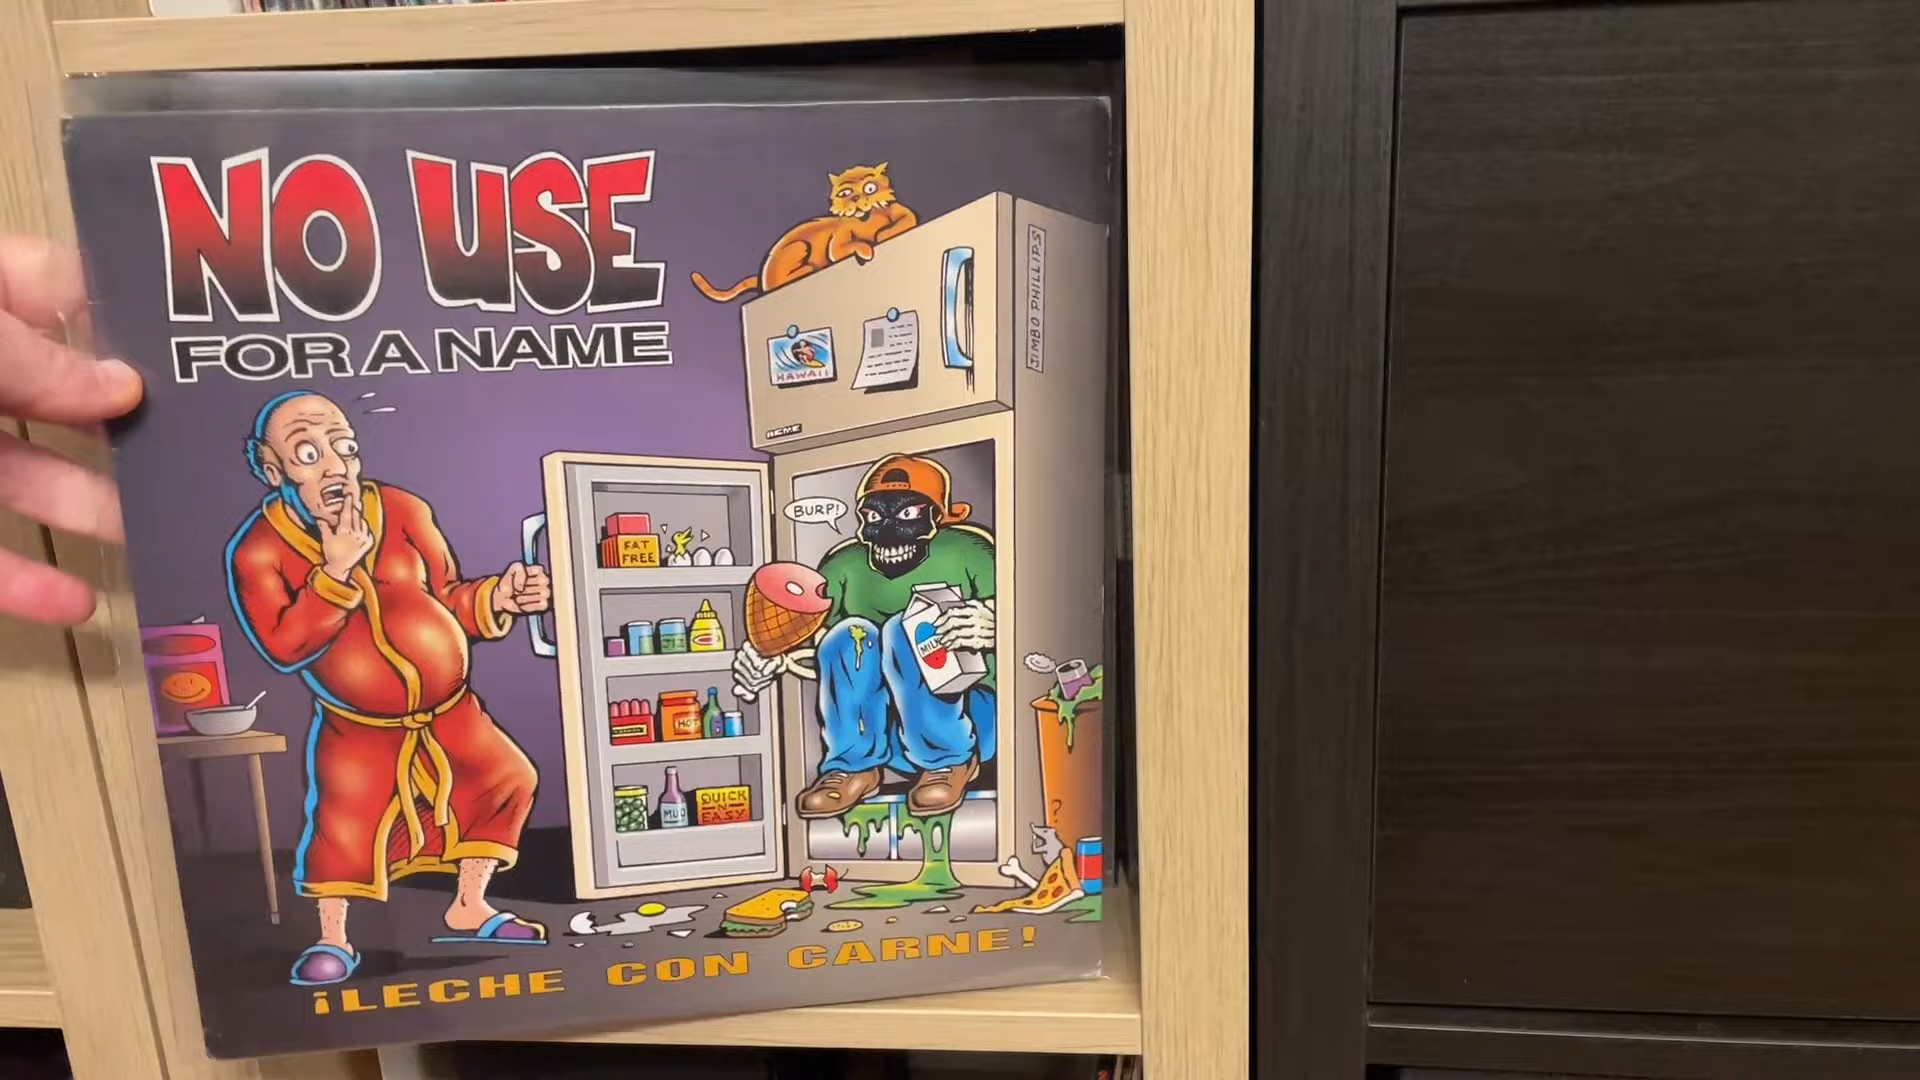 NO USE
FOR A NAME
JIMBO PHILLIPS
HAWAII
ACME
BURP!
FAT
FREE
MILK
HOT
MUD
QUICK
-N-
EASY
?
¡LECHE CON CARNE!